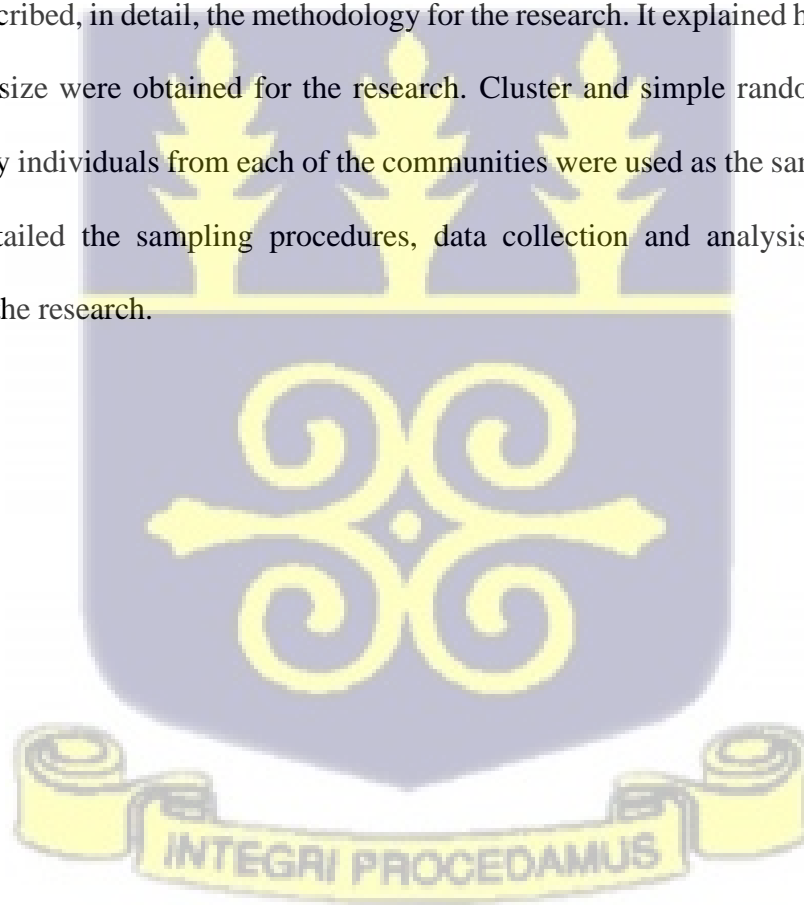 cribed, in detail, the methodology for the research. It explained h
size were obtained for the research. Cluster and simple rando
y individuals from each of the communities were used as the sar
tailed the sampling procedures, data collection and analysis
he research.
INTEGRI PROCEDAMUS